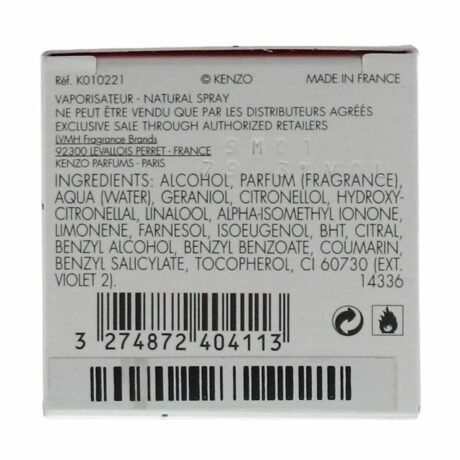 Réf. K010221 © KENZO MADE IN FRANCE
VAPORISATEUR - NATURAL SPRAY
NE PEUT ÊTRE VENDU QUE PAR LES DISTRIBUTEURS AGRÉÉS
EXCLUSIVE SALE THROUGH AUTHORIZED RETAILERS
LVMH Fragrance Brands
92300 LEVALLOIS PERRET - FRANCE
KENZO PARFUMS - PARIS
INGREDIENTS: ALCOHOL, PARFUM (FRAGRANCE),
AQUA (WATER), GERANIOL, CITRONELLOL, HYDROXY-
CITRONELLAL, LINALOOL, ALPHA-ISOMETHYL IONONE,
LIMONENE, FARNESOL, ISOEUGENOL, BHT, CITRAL,
BENZYL ALCOHOL, BENZYL BENZOATE, COUMARIN,
BENZYL SALICYLATE, TOCOPHEROL, CI 60730 (EXT.
VIOLET 2). 14336
3 274872 404113